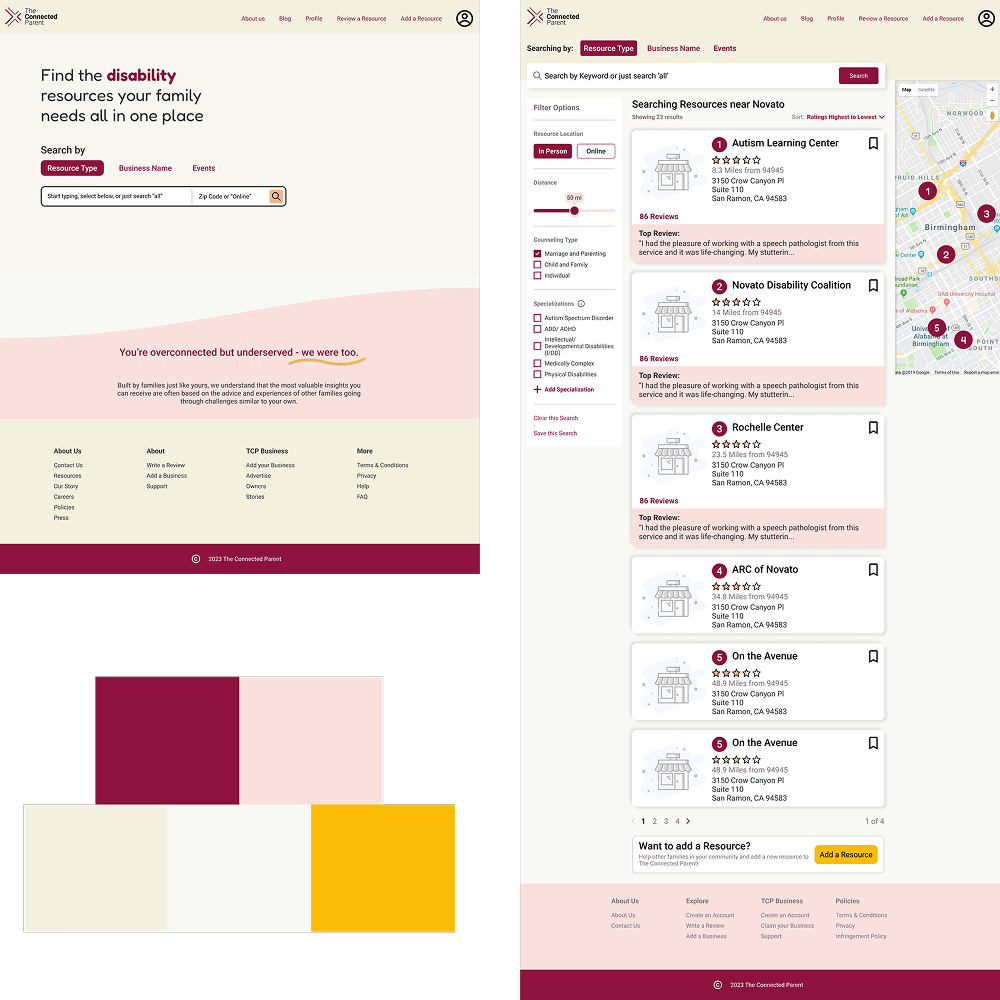 The
Connected
Parent
About us
Blog
Profile
Review a Resource
Add a Resource
Find the disability
resources your family
needs all in one place
Search by
Resource Type
Business Name
Events
Start typing, select below, or just search "all"
Zip Code or "Online"
You're overconnected but underserved - we were too.
Built by families just like yours, we understand that the most valuable insights you
can receive are often based on the advice and experiences of other families going
through challenges similar to your own.
About Us
Contact Us
Resources
Our Story
Careers
Policies
Press
About
Write a Review
Add a Business
Support
TCP Business
Add your Business
Advertise
Owners
Stories
More
Terms & Conditions
Privacy
Help
FAQ
© 2023 The Connected Parent
The
Connected
Parent
About us
Blog
Profile
Review a Resource
Add a Resource
Searching by:
Resource Type
Business Name
Events
Search by Keyword or just search 'all'
Search
Filter Options
Resource Location
In Person
Online
Distance
50 mi
Counseling Type
Marriage and Parenting
Child and Family
Individual
Specializations
Autism Spectrum Disorder
ADD/ ADHD
Intellectual/
Developmental Disabilities
(I/DD)
Medically Complex
Physical Disabilities
+ Add Specialization
Clear this Search
Save this Search
Searching Resources near Novato
Showing 23 results
Sort: Ratings Highest to Lowest
1 Autism Learning Center
8.3 Miles from 94945
3150 Crow Canyon Pl
Suite 110
San Ramon, CA 94583
86 Reviews
Top Review:
"I had the pleasure of working with a speech pathologist from this
service and it was life-changing. My stutterin...
2 Novato Disability Coalition
14 Miles from 94945
3150 Crow Canyon Pl
Suite 110
San Ramon, CA 94583
86 Reviews
Top Review:
"I had the pleasure of working with a speech pathologist from this
service and it was life-changing. My stutterin...
3 Rochelle Center
23.5 Miles from 94945
3150 Crow Canyon Pl
Suite 110
San Ramon, CA 94583
86 Reviews
Top Review:
"I had the pleasure of working with a speech pathologist from this
service and it was life-changing. My stutterin...
4 ARC of Novato
34.8 Miles from 94945
3150 Crow Canyon Pl
Suite 110
San Ramon, CA 94583
5 On the Avenue
48.9 Miles from 94945
3150 Crow Canyon Pl
Suite 110
San Ramon, CA 94583
5 On the Avenue
48.9 Miles from 94945
3150 Crow Canyon Pl
Suite 110
San Ramon, CA 94583
1 2 3 4
1 of 4
Want to add a Resource?
Help other families in your community and add a new resource to
The Connected Parent!
Add a Resource
Map
Satellite
NORWOOD
RUID HILLS
1
3
Birmingham
2
SOUTHS
UAB University Hospital
5
4
Birmingham at
POINT
SOUTH
ata @2019 Google
Terms of Use
Report a map error
About Us
About Us
Contact Us
Explore
Create an Account
Write a Review
Add a Business
TCP Business
Create an Account
Claim your Business
Support
Policies
Terms & Conditions
Privacy
Infringement Policy
© 2023 The Connected Parent